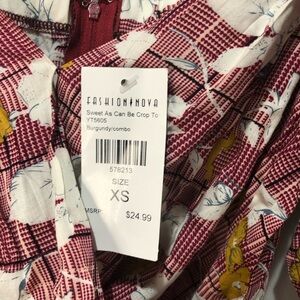 FASHION NOVA
Sweet As Can Be Crop To
YT5605
Burgundy/combo
578213
SIZE
XS
MSRP $24.99